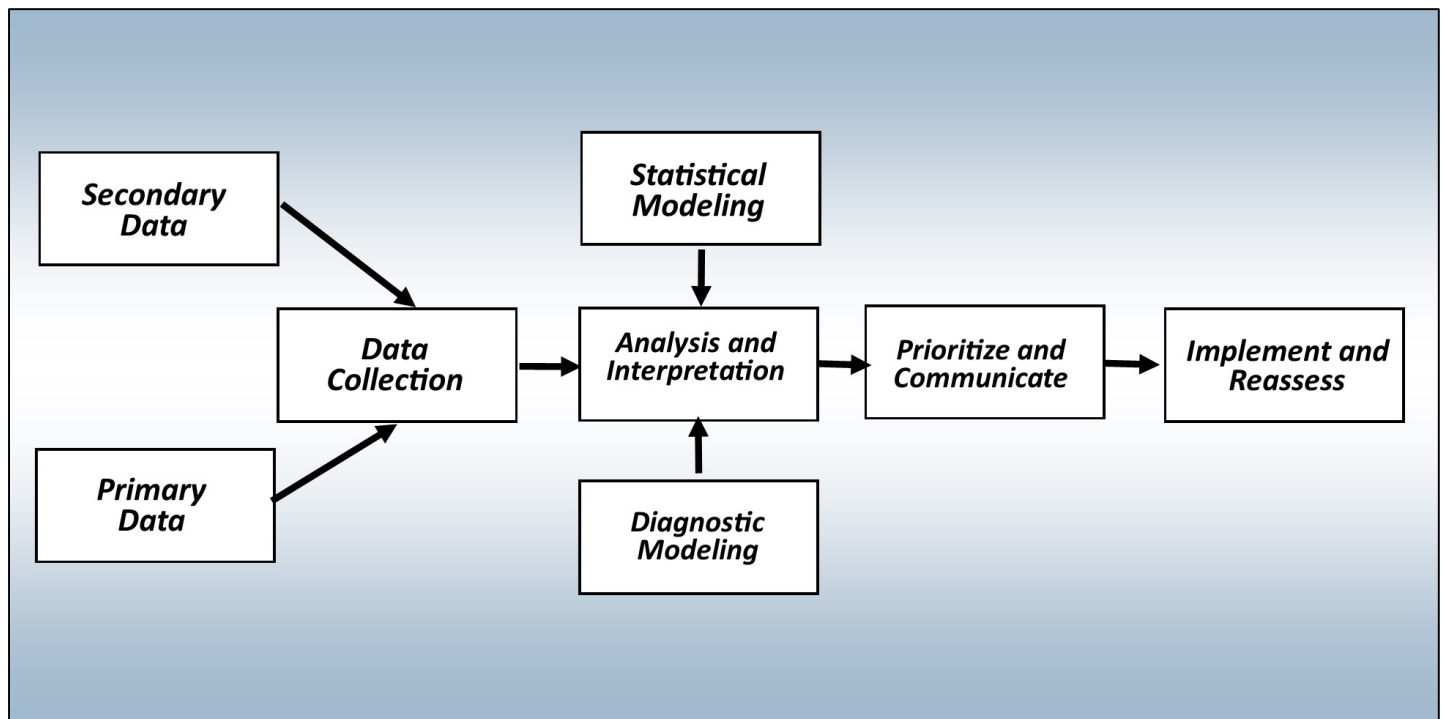 Secondary
Data
Statistical
Modeling
Data
Collection
Analysis and
Interpretation
Prioritize and
Communicate
Implement and
Reassess
Primary
Data
Diagnostic
Modeling